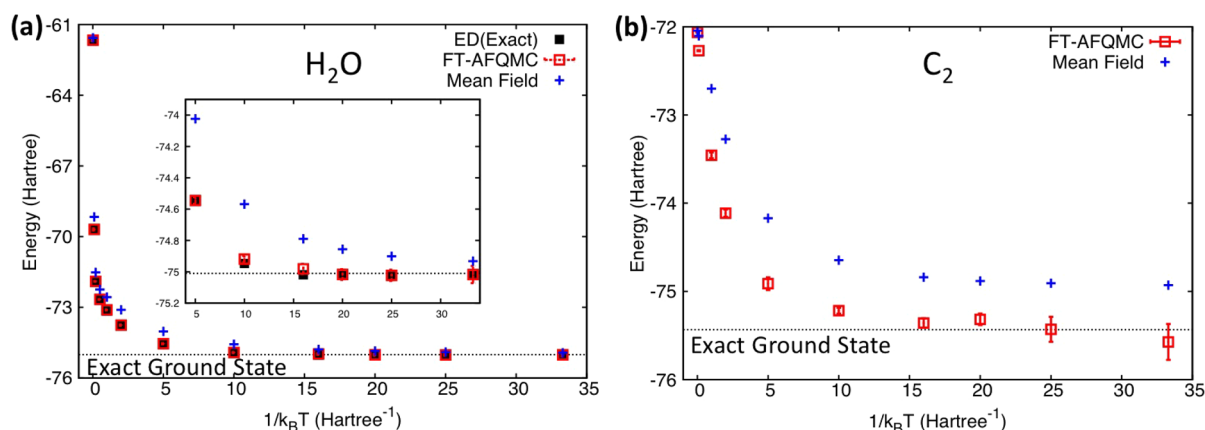 (a)
H2O
ED(Exact)
FT-AFQMC
Mean Field
Energy (Hartree)
-61
-64
-67
-70
-73
-76
0 5 10 15 20 25 30 35
1/kBT (Hartree-1)
Exact Ground State
-74
-74.2
-74.4
-74.6
-74.8
-75
-75.2
5 10 15 20 25 30
(b)
C2
FT-AFQMC
Mean Field
Energy (Hartree)
-72
-73
-74
-75
-76
0 5 10 15 20 25 30 35
1/kBT (Hartree-1)
Exact Ground State